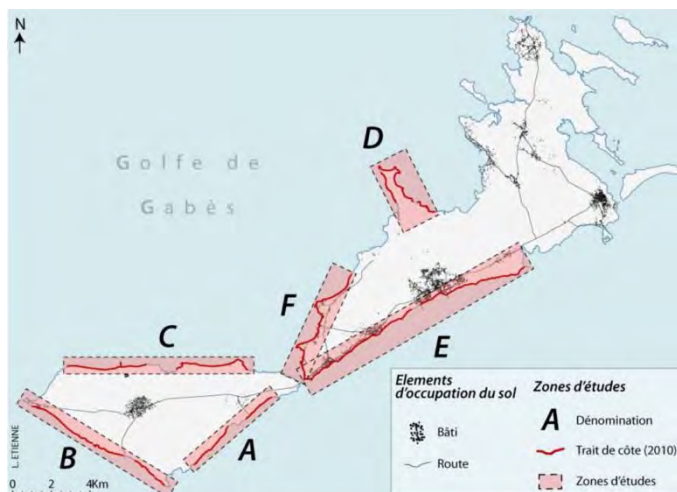 N
Golfe de
Gabès
D
F
C
E
A
B
L. ETIENNE
0 2 4Km
Elements
d'occupation du sol
Bâti
Route
Zones d'études
A Dénomination
Trait de côte (2010)
Zones d'études